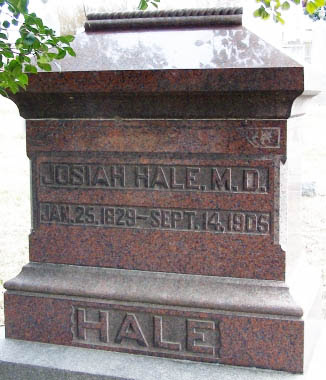 JOSIAH HALE, M.D.
JAN. 25, 1829–SEPT. 14, 1905
HALE